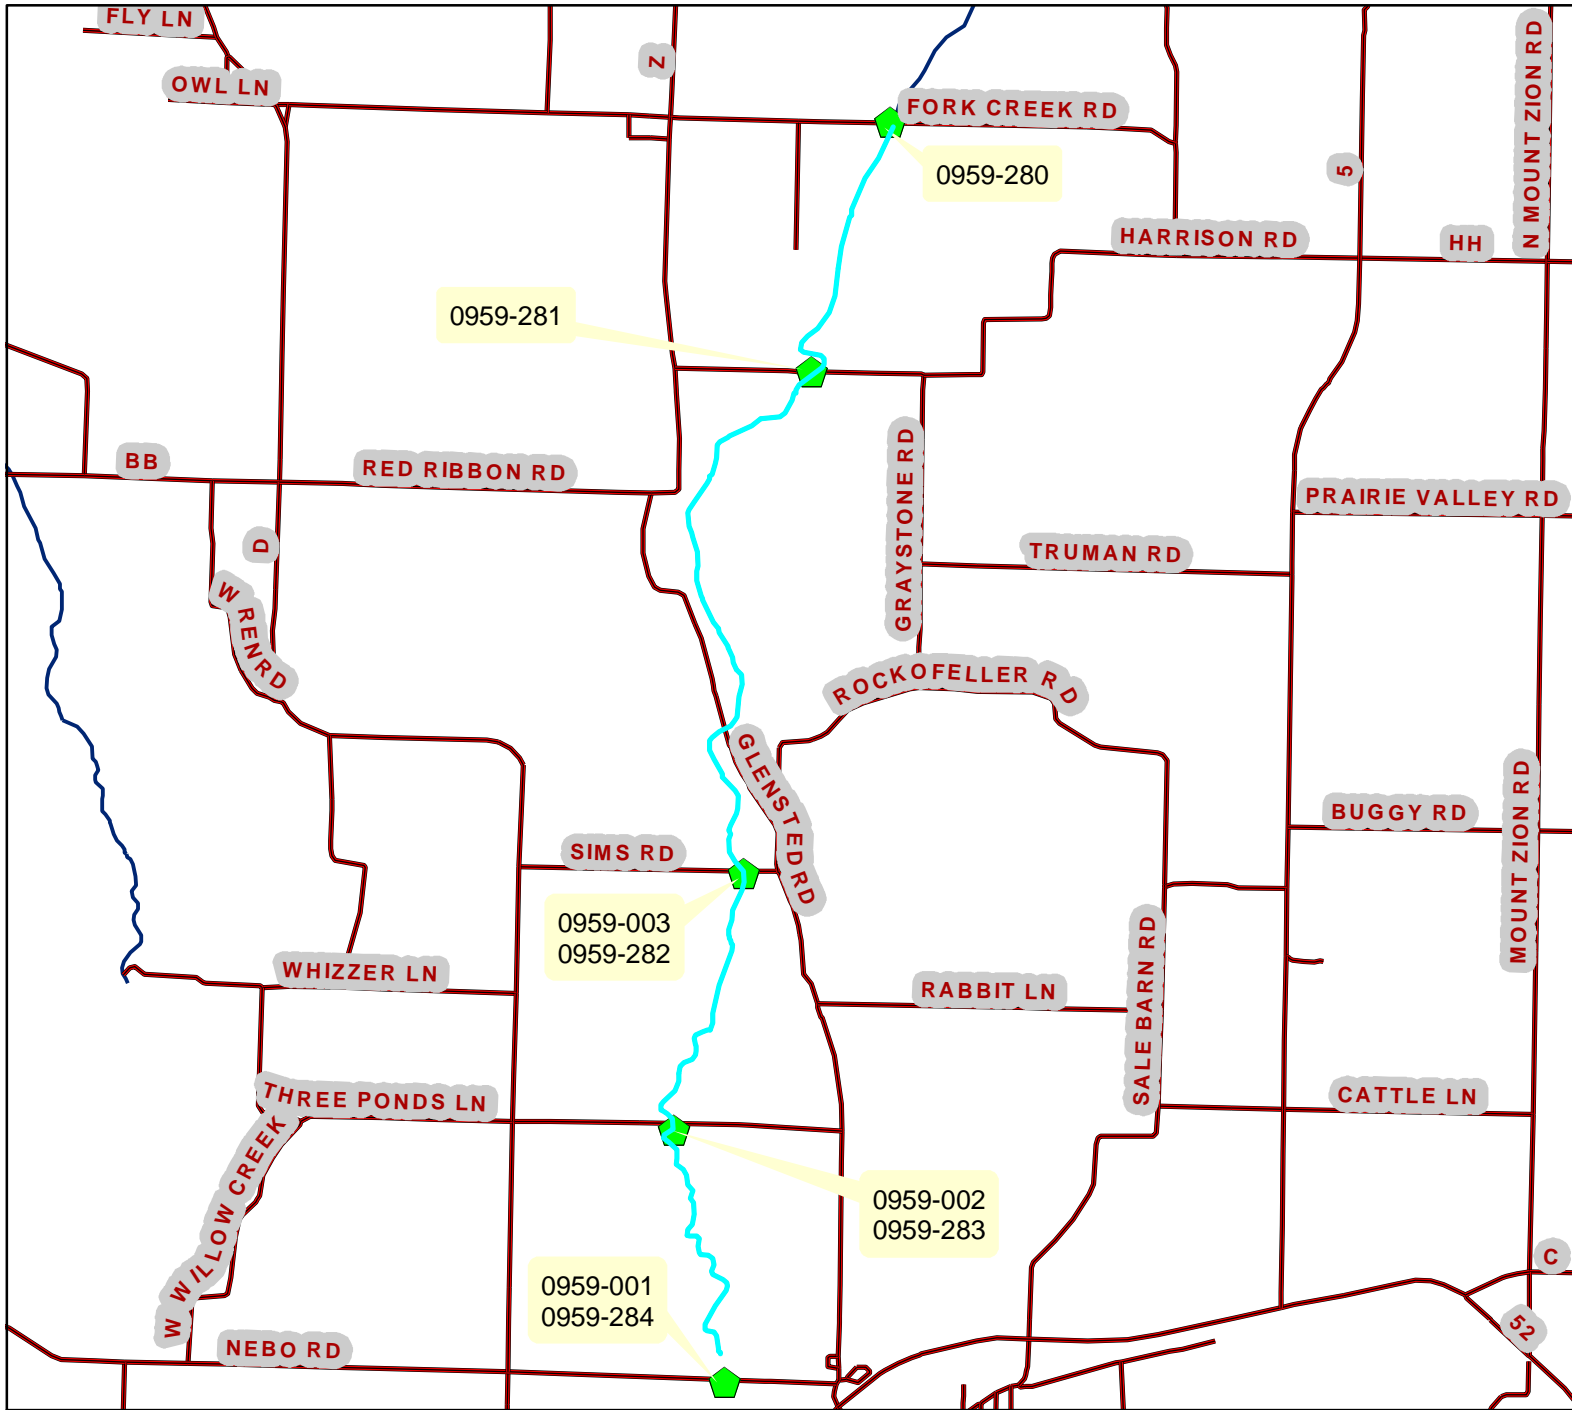 FLY LN
OWL LN
Z
FORK CREEK RD
N MOUNT ZION RD
0959-280
5
HARRISON RD
HH
0959-281
BB
RED RIBBON RD
GRAYSTONE RD
PRAIRIE VALLEY RD
D
TRUMAN RD
W REN RD
ROCKOFELLER RD
GLENSTED RD
MOUNT ZION RD
BUGGY RD
SIMS RD
0959-003
0959-282
SALE BARN RD
WHIZZER LN
RABBIT LN
THREE PONDS LN
CATTLE LN
W WILLOW CREEK
0959-002
0959-283
C
0959-001
0959-284
52
NEBO RD